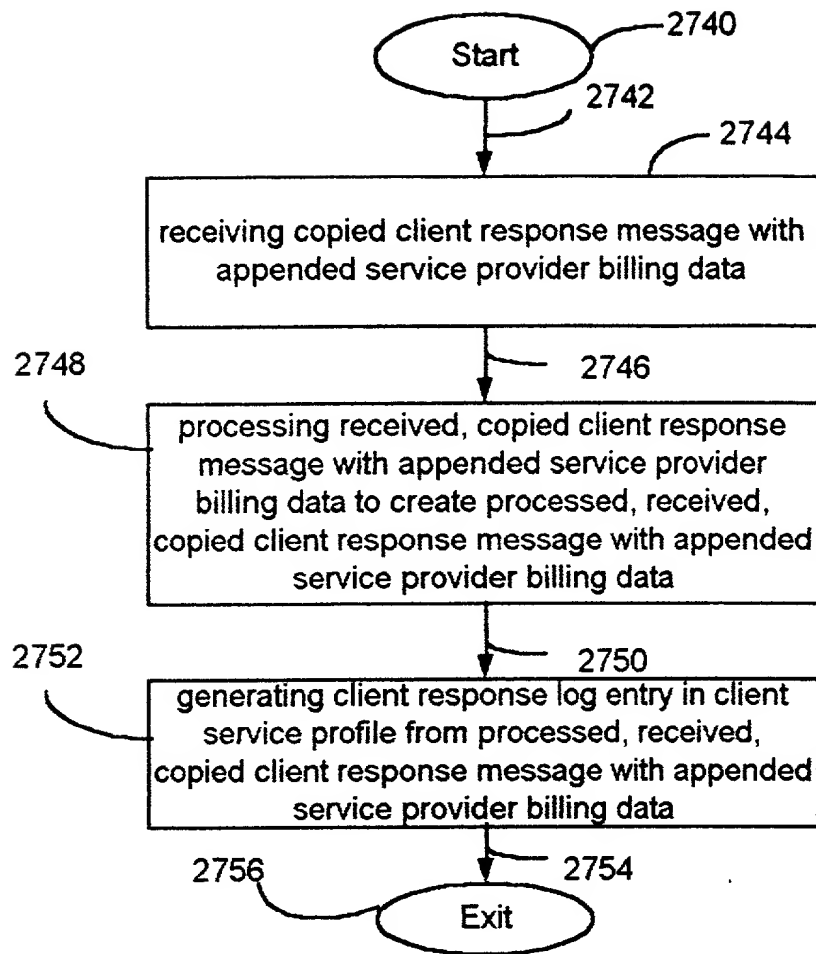 2740
Start
2742
2744
receiving copied client response message with
appended service provider billing data
2746
2748
processing received, copied client response
message with appended service provider
billing data to create processed, received,
copied client response message with appended
service provider billing data
2750
2752
generating client response log entry in client
service profile from processed, received,
copied client response message with appended
service provider billing data
2754
2756
Exit